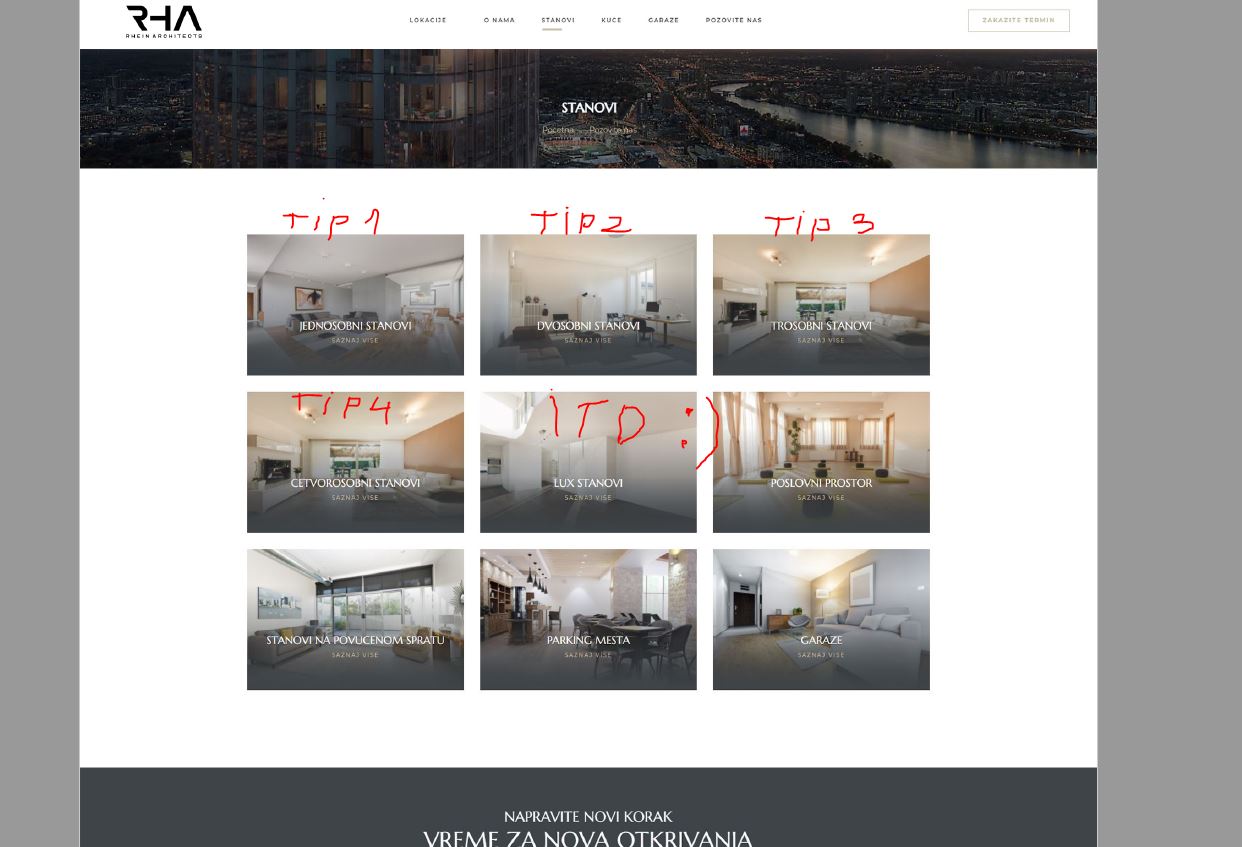 RHA
RHEIN ARCHITECTS
LOKACIJE O NAMA STANOVI KUCE GARAZE POZOVITE NAS ZAKAZITE TERMIN
STANOVI
Pocetna — Pozovite nas
Tip 1 Tip 2 Tip 3
JEDNOSOBNI STANOVI DVOSOBNI STANOVI TROSOBNI STANOVI
SAZNAJ VISE SAZNAJ VISE SAZNAJ VISE
Tip 4 iTD :)
CETVOROSOBNI STANOVI LUX STANOVI POSLOVNI PROSTOR
SAZNAJ VISE SAZNAJ VISE SAZNAJ VISE
STANOVI NA POVUCENOM SPRATU PARKING MESTA GARAZE
SAZNAJ VISE SAZNAJ VISE SAZNAJ VISE
NAPRAVITE NOVI KORAK
VREME ZA NOVA OTKRIVANJA